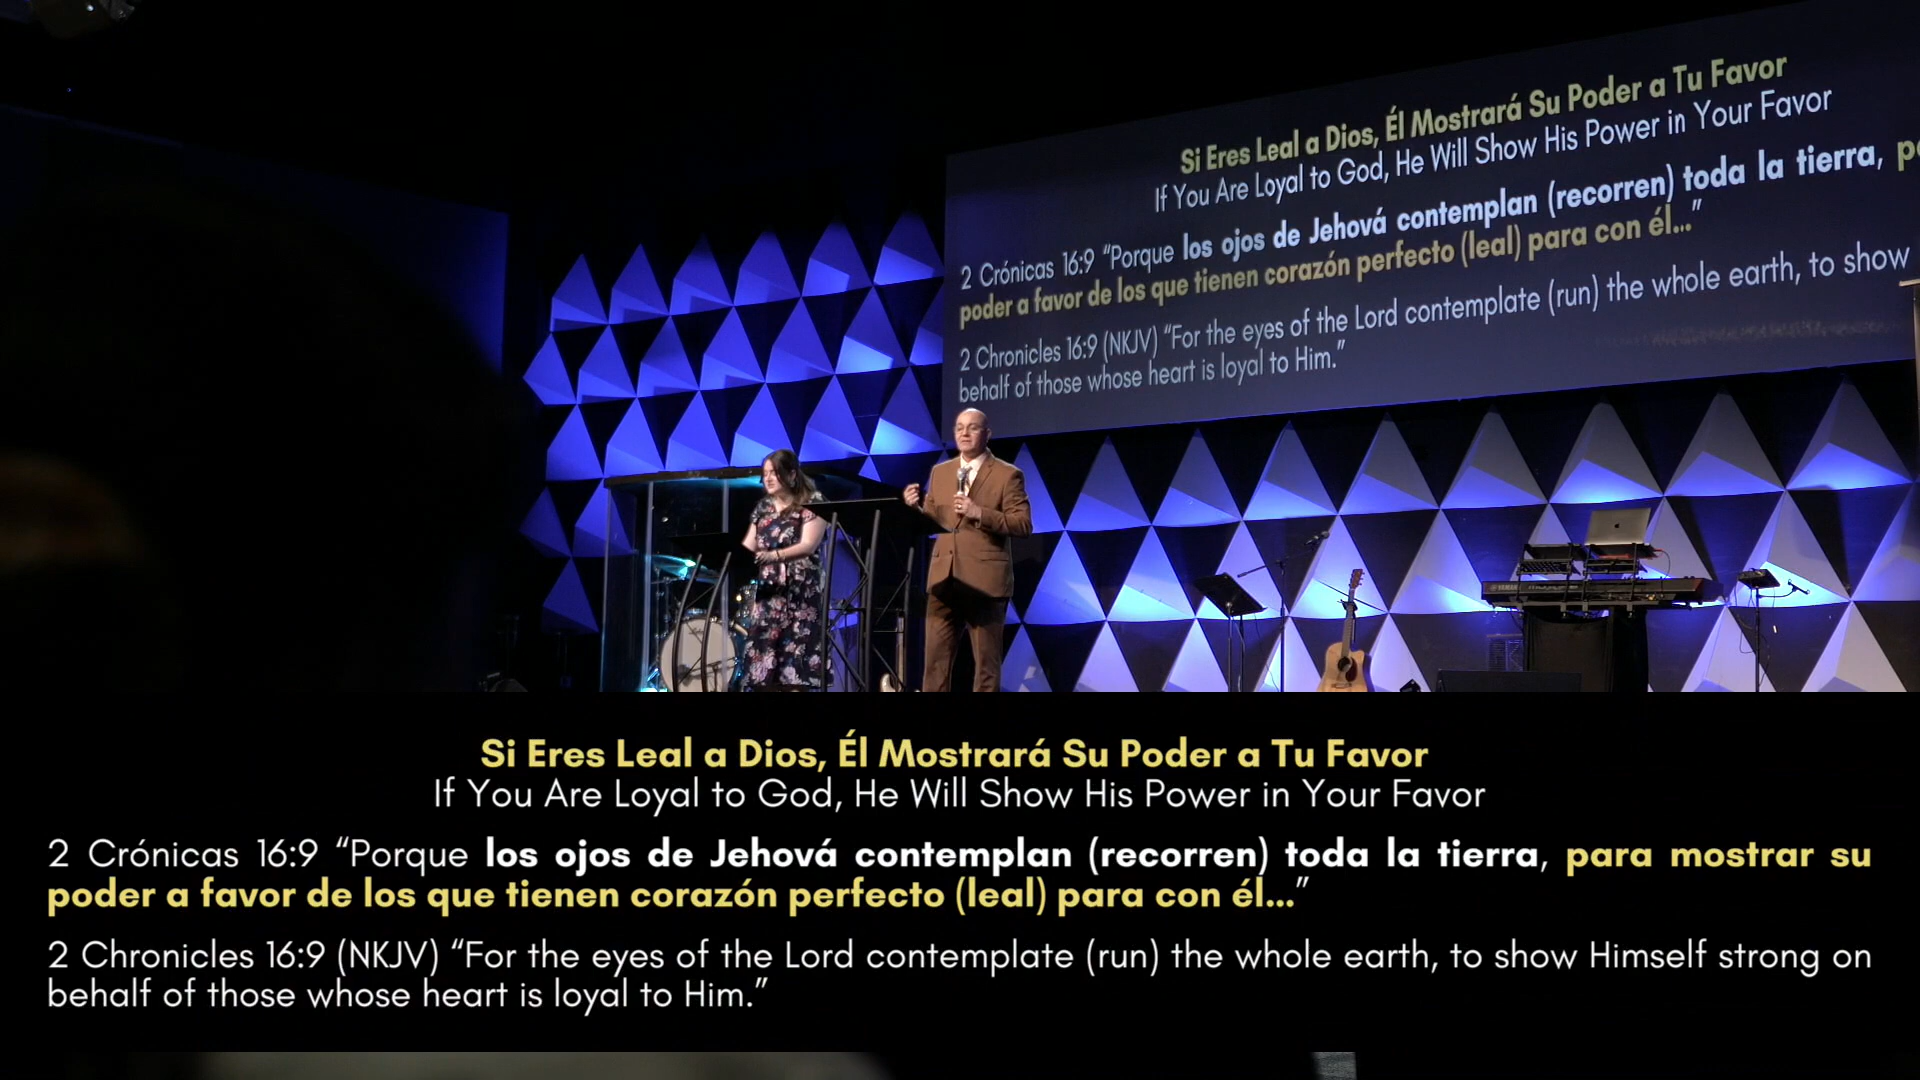 Si Eres Leal a Dios, Él Mostrará Su Poder a Tu Favor
If You Are Loyal to God, He Will Show His Power in Your Favor
2 Crónicas 16:9 “Porque los ojos de Jehová contemplan (recorren) toda la tierra,
poder a favor de los que tienen corazón perfecto (leal) para con él...”
2 Chronicles 16:9 (NKJV) “For the eyes of the Lord contemplate (run) the whole earth, to show
behalf of those whose heart is loyal to Him.”
Si Eres Leal a Dios, Él Mostrará Su Poder a Tu Favor
If You Are Loyal to God, He Will Show His Power in Your Favor
2 Crónicas 16:9 “Porque los ojos de Jehová contemplan (recorren) toda la tierra, para mostrar su
poder a favor de los que tienen corazón perfecto (leal) para con él...”
2 Chronicles 16:9 (NKJV) “For the eyes of the Lord contemplate (run) the whole earth, to show Himself strong on
behalf of those whose heart is loyal to Him.”